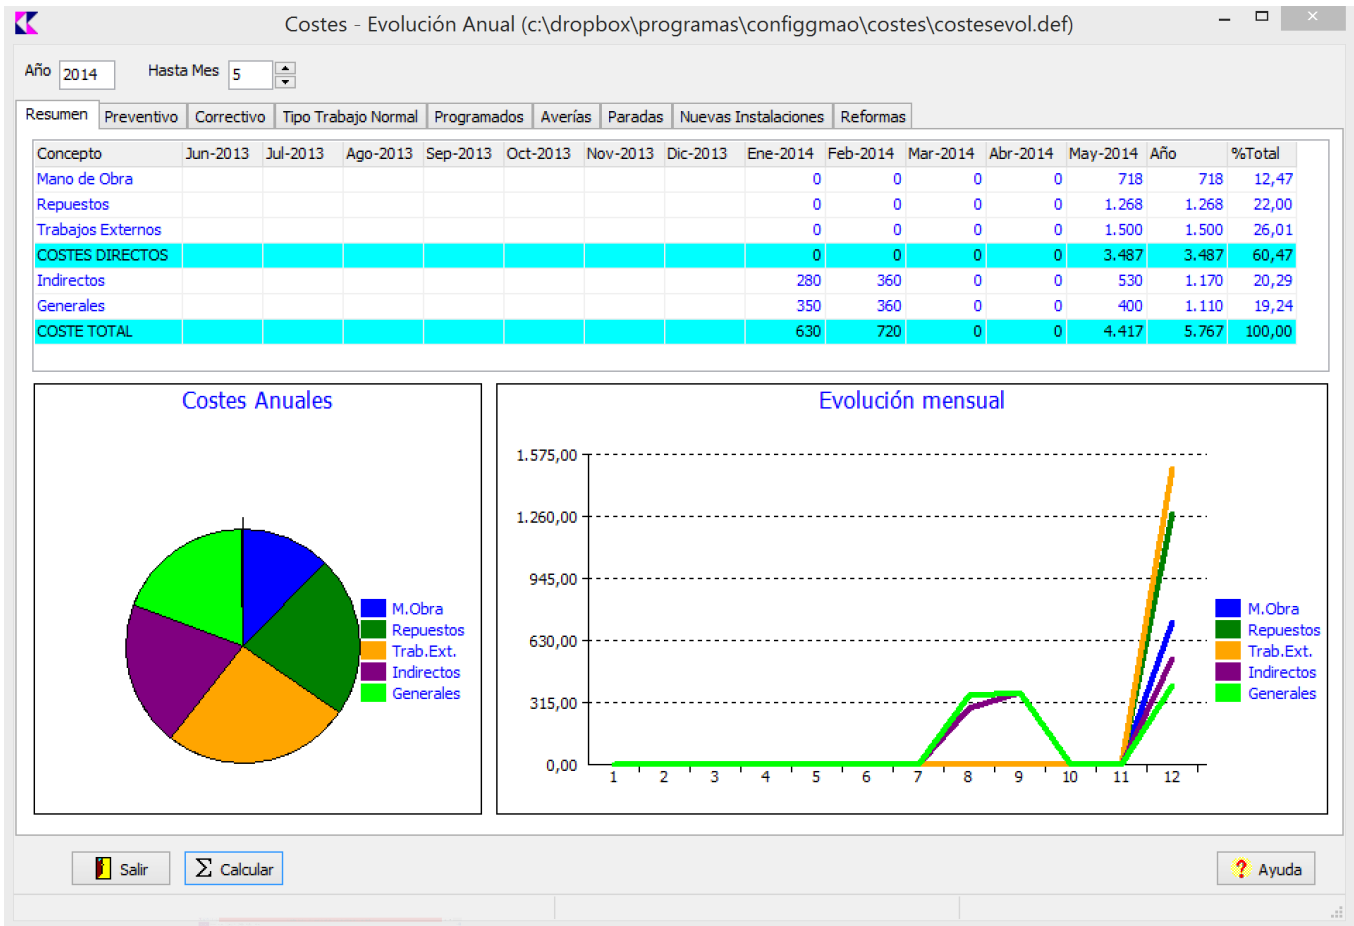 Costes - Evolución Anual (c:\dropbox\programas\configgmao\costes\costesevol.def)
Año 2014 Hasta Mes 5
Resumen Preventivo Correctivo Tipo Trabajo Normal Programados Averías Paradas Nuevas Instalaciones Reformas
Concepto Jun-2013 Jul-2013 Ago-2013 Sep-2013 Oct-2013 Nov-2013 Dic-2013 Ene-2014 Feb-2014 Mar-2014 Abr-2014 May-2014 Año %Total
Mano de Obra 0 0 0 0 718 718 12,47
Repuestos 0 0 0 0 1.268 1.268 22,00
Trabajos Externos 0 0 0 0 1.500 1.500 26,01
COSTES DIRECTOS 0 0 0 0 3.487 3.487 60,47
Indirectos 280 360 0 0 530 1.170 20,29
Generales 350 360 0 0 400 1.110 19,24
COSTE TOTAL 630 720 0 0 4.417 5.767 100,00
Costes Anuales
M.Obra
Repuestos
Trab.Ext.
Indirectos
Generales
Evolución mensual
1.575,00
1.260,00
945,00
630,00
315,00
0,00
1 2 3 4 5 6 7 8 9 10 11 12
M.Obra
Repuestos
Trab.Ext.
Indirectos
Generales
Salir Σ Calcular ? Ayuda